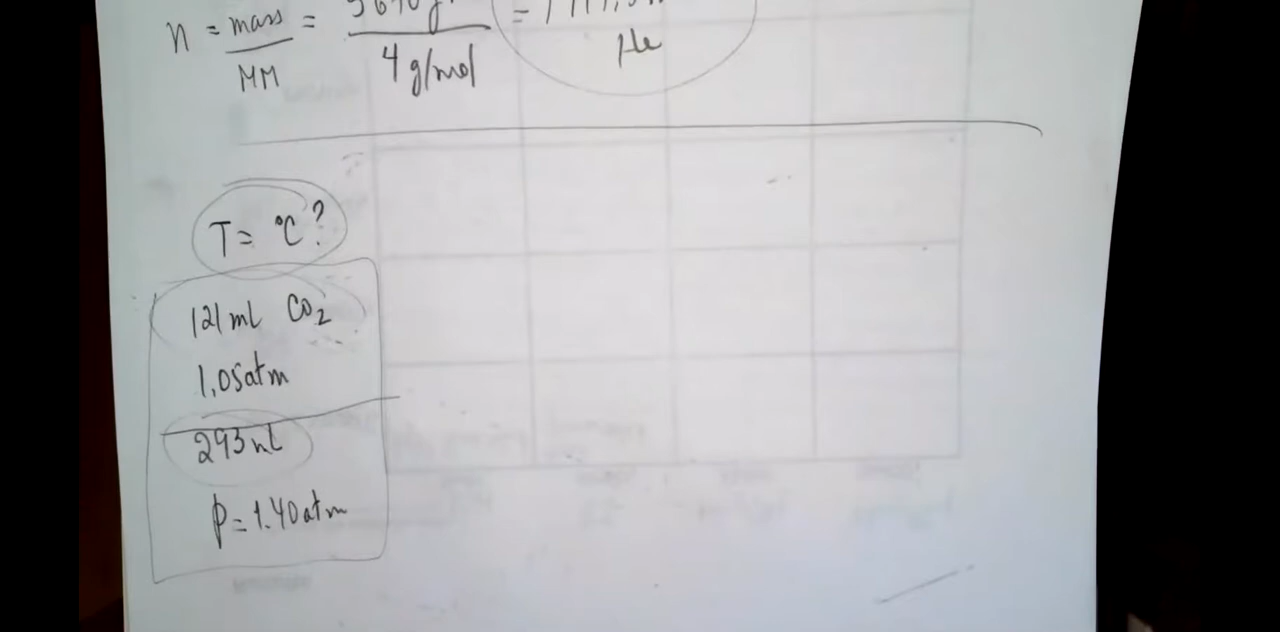 n = mass / MM = / 4 g/mol =
He
T = °C ?
121 ml CO₂
1,05 atm
293 ml
p = 1.40 atm